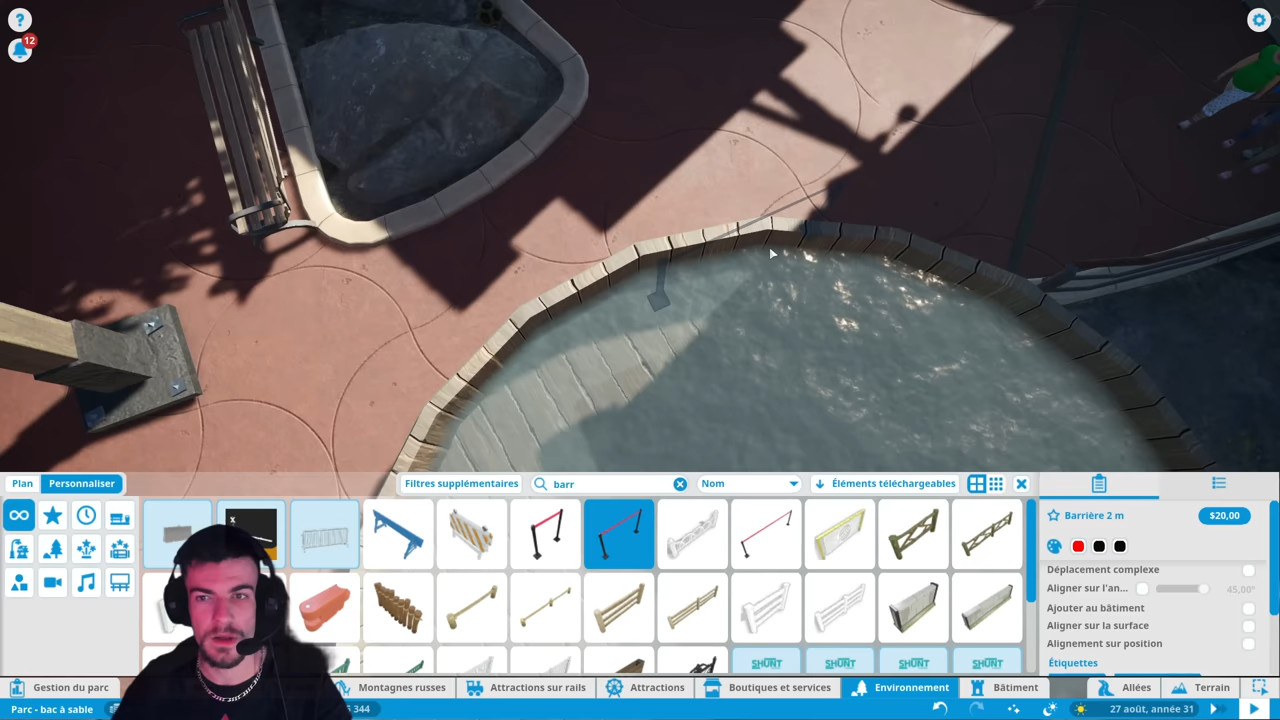 ?
12
Plan
Personnaliser
Filtres supplémentaires
barr
Nom
Éléments téléchargeables
X
Barrière 2 m
$20,00
Déplacement complexe
Aligner sur l'an...
45,00°
Ajouter au bâtiment
Aligner sur la surface
Alignement sur position
Étiquettes
SHUNT
SHUNT
SHUNT
SHUNT
Gestion du parc
Montagnes russes
Attractions sur rails
Attractions
Boutiques et services
Environnement
Bâtiment
Allées
Terrain
Parc - bac à sable
344
27 août, année 31